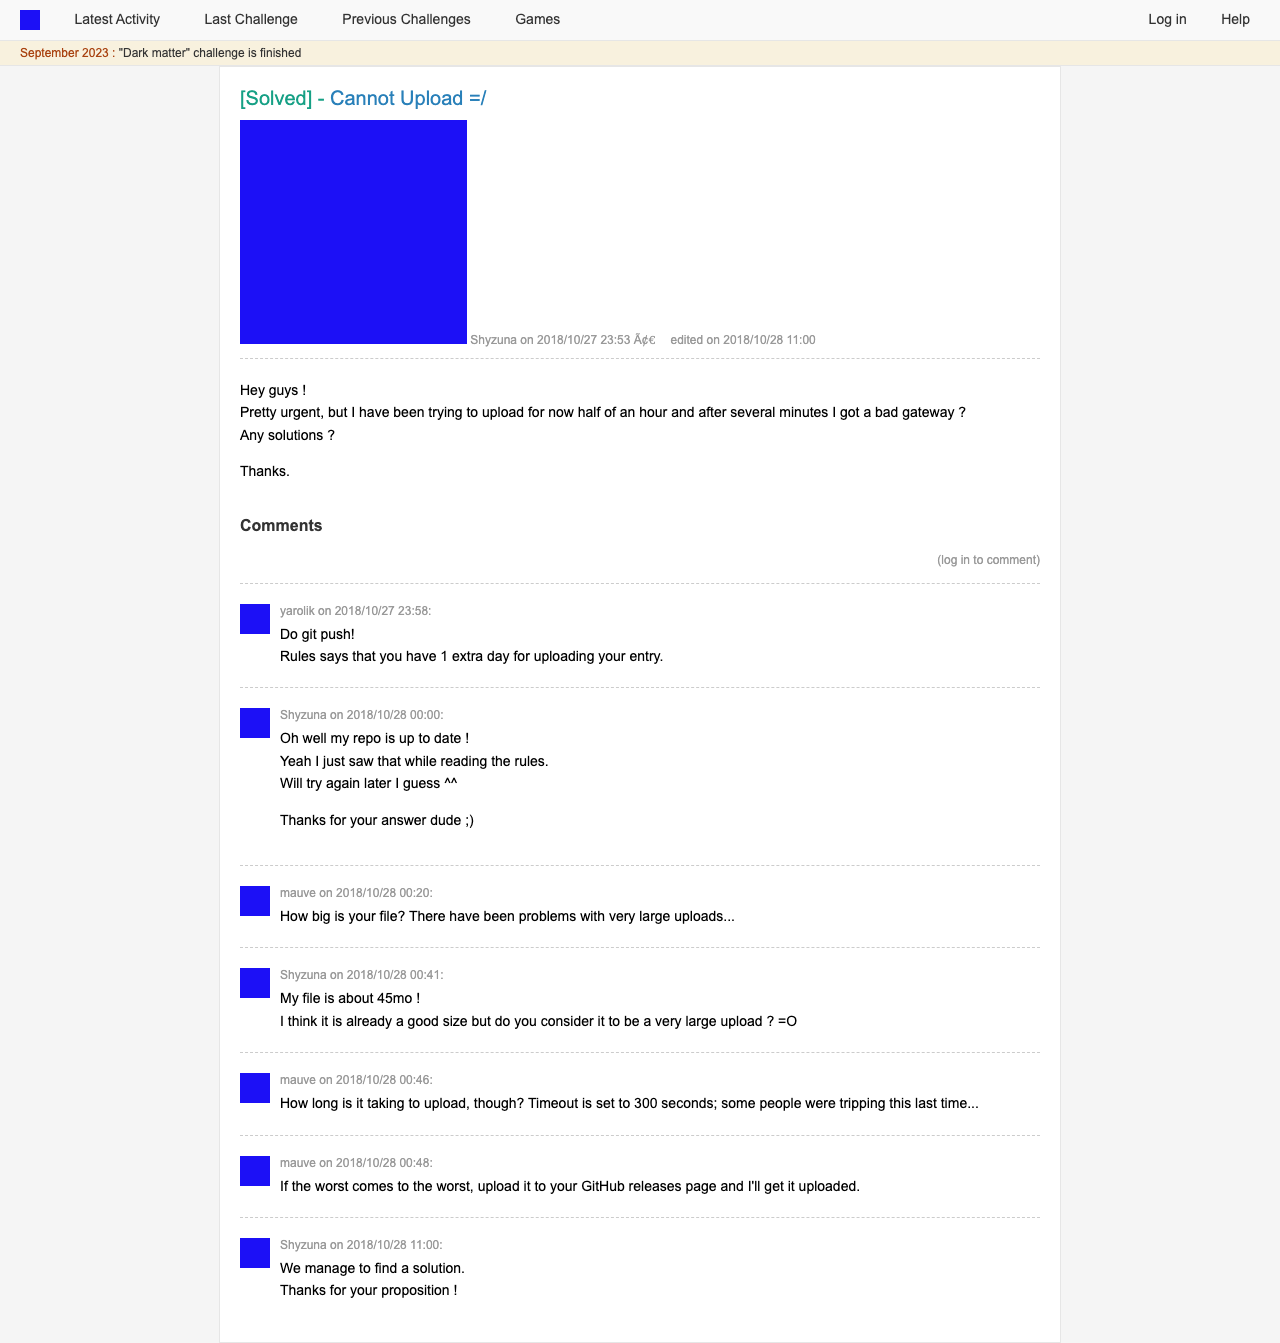 Latest Activity Last Challenge Previous Challenges Games Log in Help
September 2023 : "Dark matter" challenge is finished
[Solved] - Cannot Upload =/
Shyzuna on 2018/10/27 23:53 Ã¢€ edited on 2018/10/28 11:00
Hey guys !
Pretty urgent, but I have been trying to upload for now half of an hour and after several minutes I got a bad gateway ?
Any solutions ?
Thanks.
Comments
(log in to comment)
yarolik on 2018/10/27 23:58:
Do git push!
Rules says that you have 1 extra day for uploading your entry.
Shyzuna on 2018/10/28 00:00:
Oh well my repo is up to date !
Yeah I just saw that while reading the rules.
Will try again later I guess ^^
Thanks for your answer dude ;)
mauve on 2018/10/28 00:20:
How big is your file? There have been problems with very large uploads...
Shyzuna on 2018/10/28 00:41:
My file is about 45mo !
I think it is already a good size but do you consider it to be a very large upload ? =O
mauve on 2018/10/28 00:46:
How long is it taking to upload, though? Timeout is set to 300 seconds; some people were tripping this last time...
mauve on 2018/10/28 00:48:
If the worst comes to the worst, upload it to your GitHub releases page and I'll get it uploaded.
Shyzuna on 2018/10/28 11:00:
We manage to find a solution.
Thanks for your proposition !